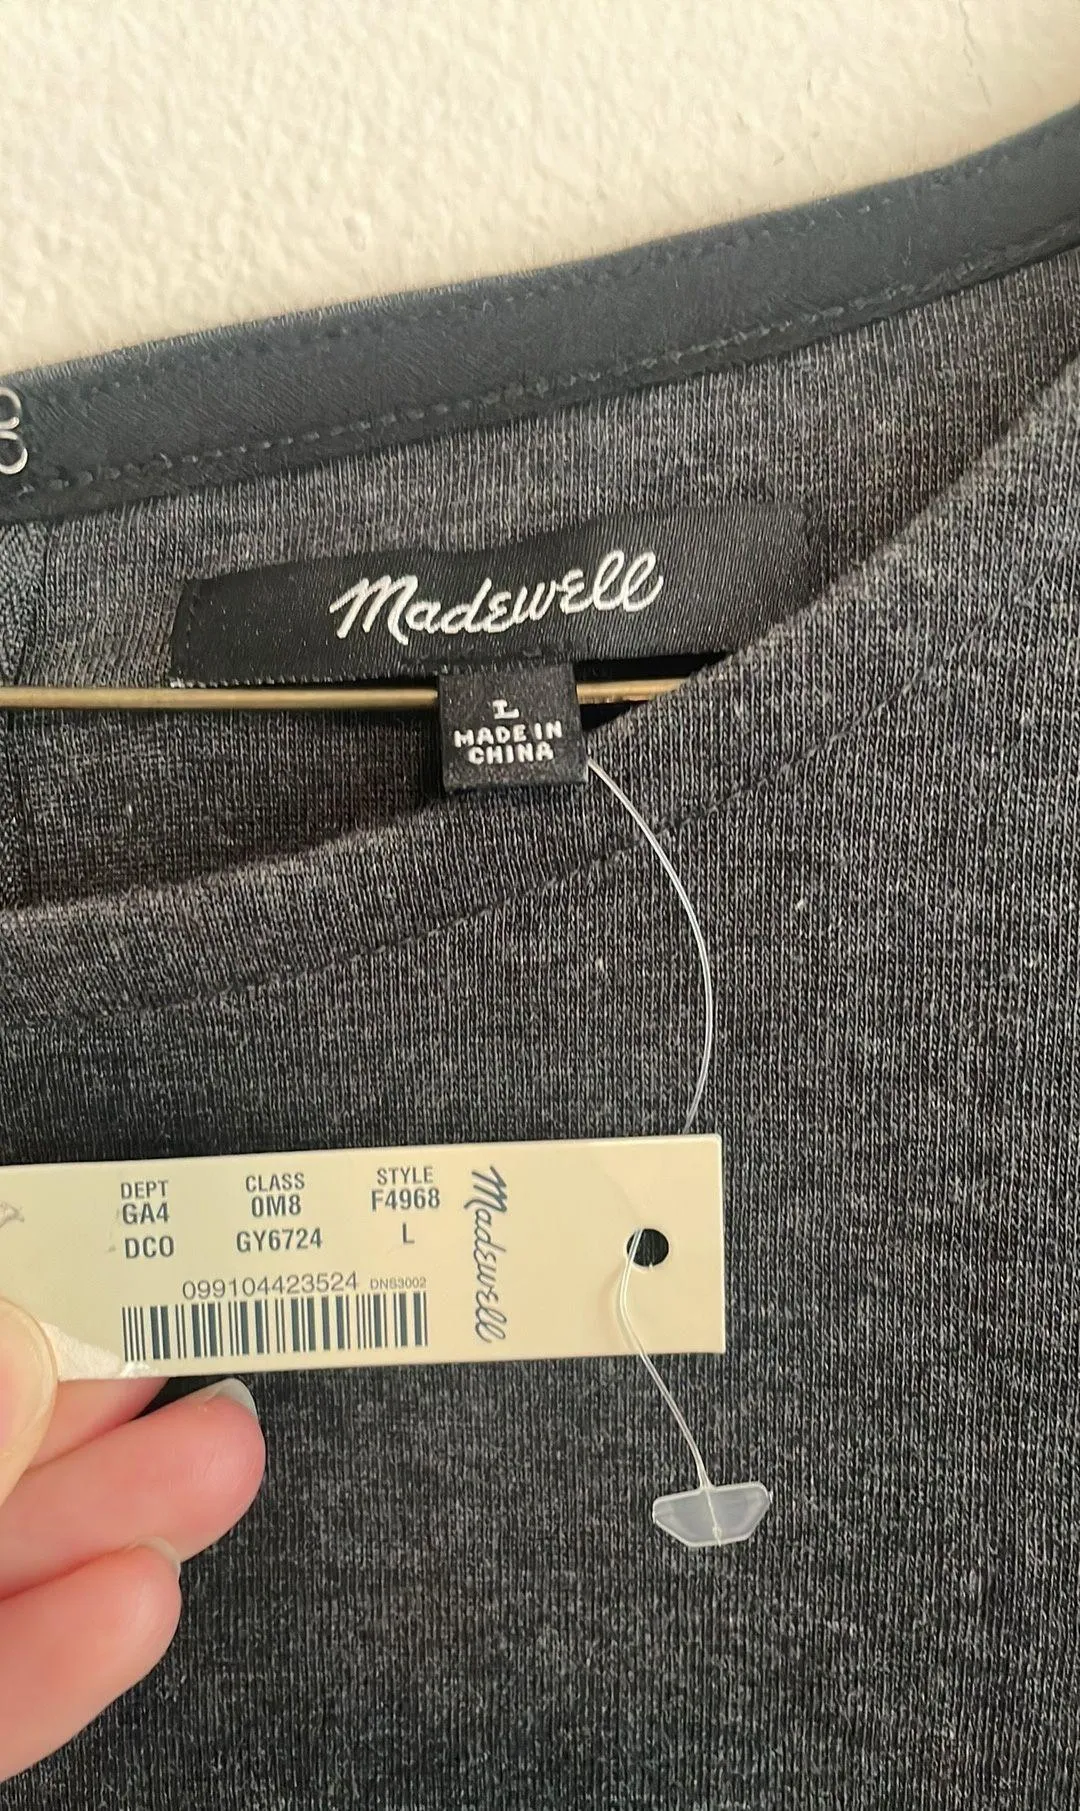 Madewell
L
MADE IN
CHINA
DEPT CLASS STYLE
GA4 0M8 F4968
DCO GY6724 L
099104423524 DNS3002
Madewell